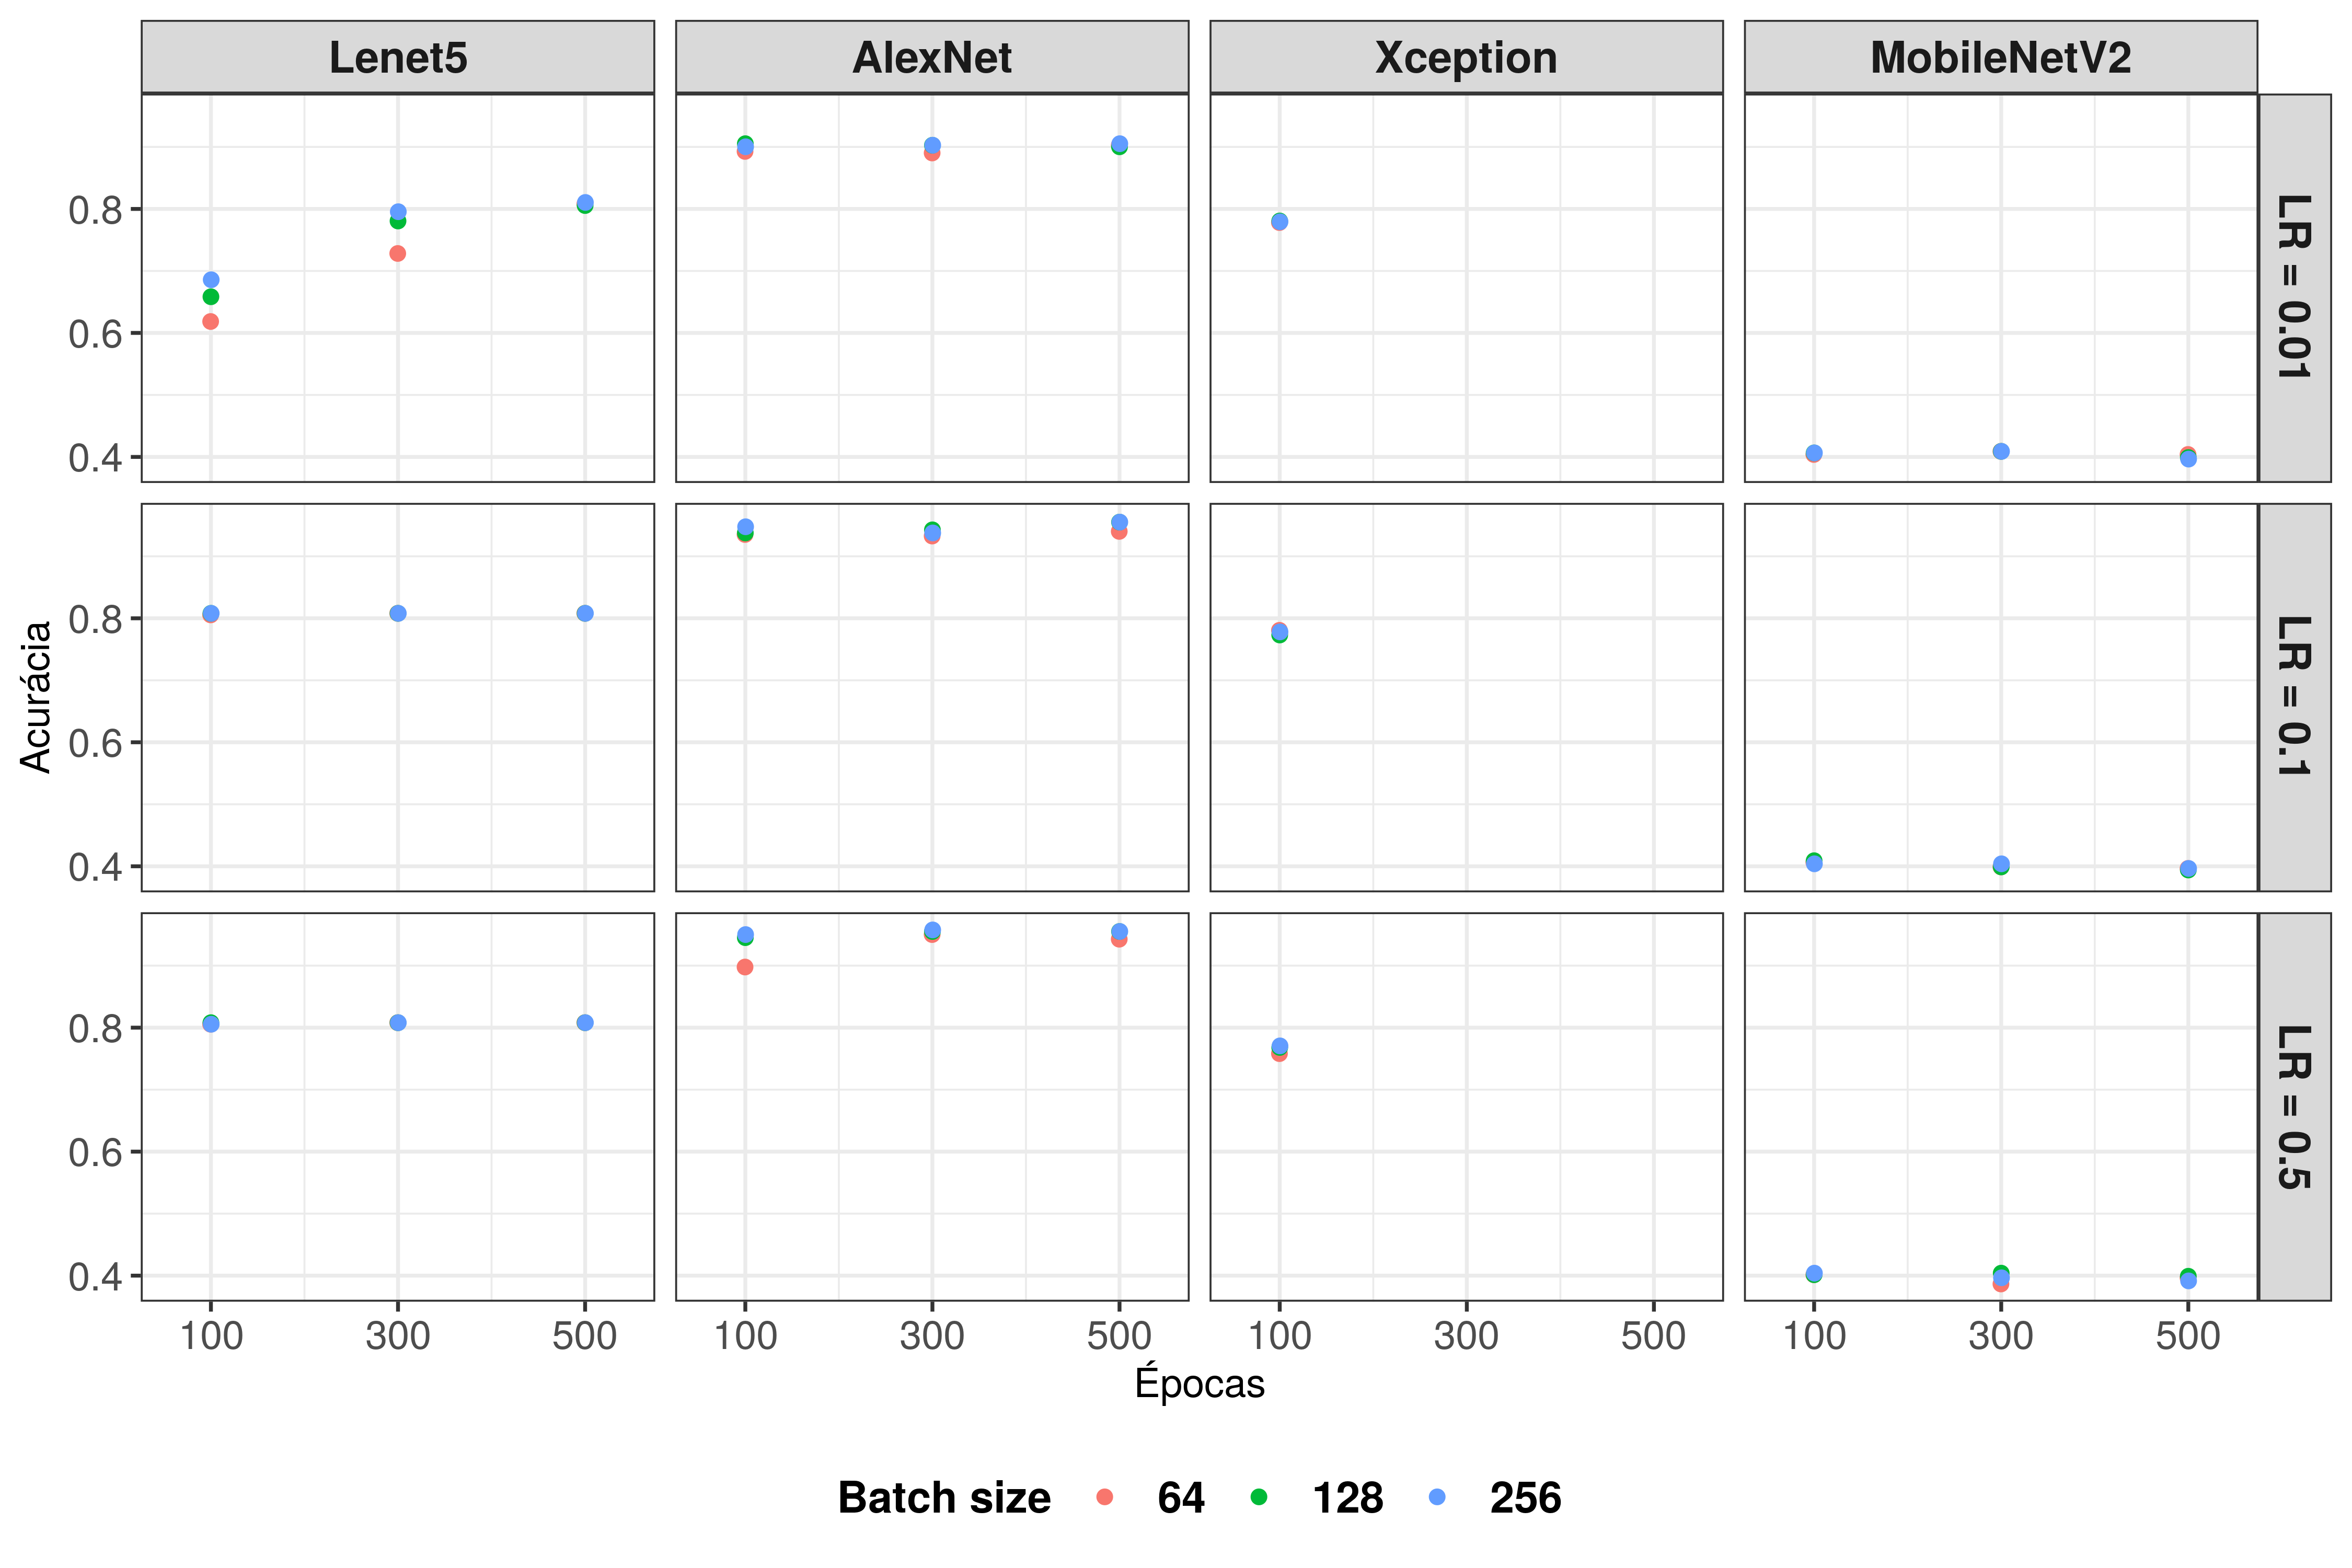 Lenet5 AlexNet Xception MobileNetV2
0.8
0.6
0.4
LR = 0.01
0.8
0.6
0.4
LR = 0.1
0.8
0.6
0.4
LR = 0.5
Acurácia
100 300 500 100 300 500 100 300 500 100 300 500
Épocas
Batch size 64 128 256